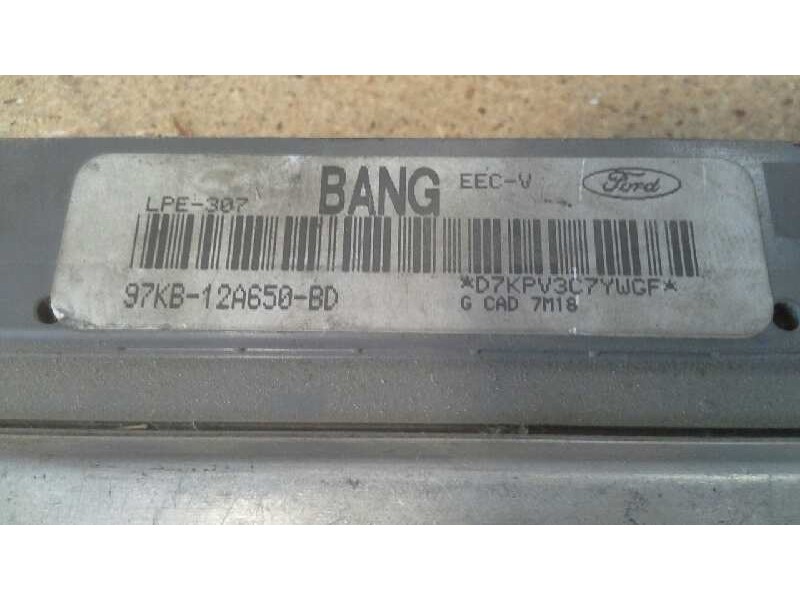 BANG EEC-V Ford
LPE-307
97KB-12A650-BD *D7KPV3C7YWGF*
G CAD 7M18